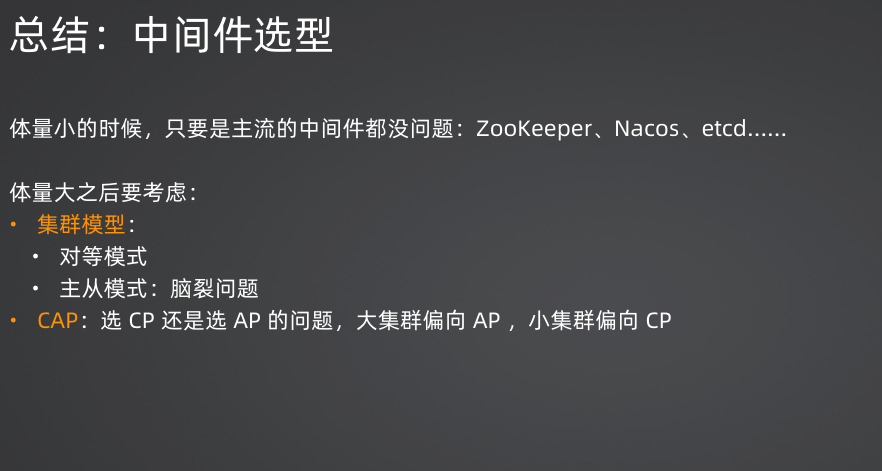 总结：中间件选型
体量小的时候，只要是主流的中间件都没问题：ZooKeeper、Nacos、etcd……
体量大之后要考虑：
• 集群模型：
• 对等模式
• 主从模式：脑裂问题
• CAP：选 CP 还是选 AP 的问题，大集群偏向 AP ，小集群偏向 CP